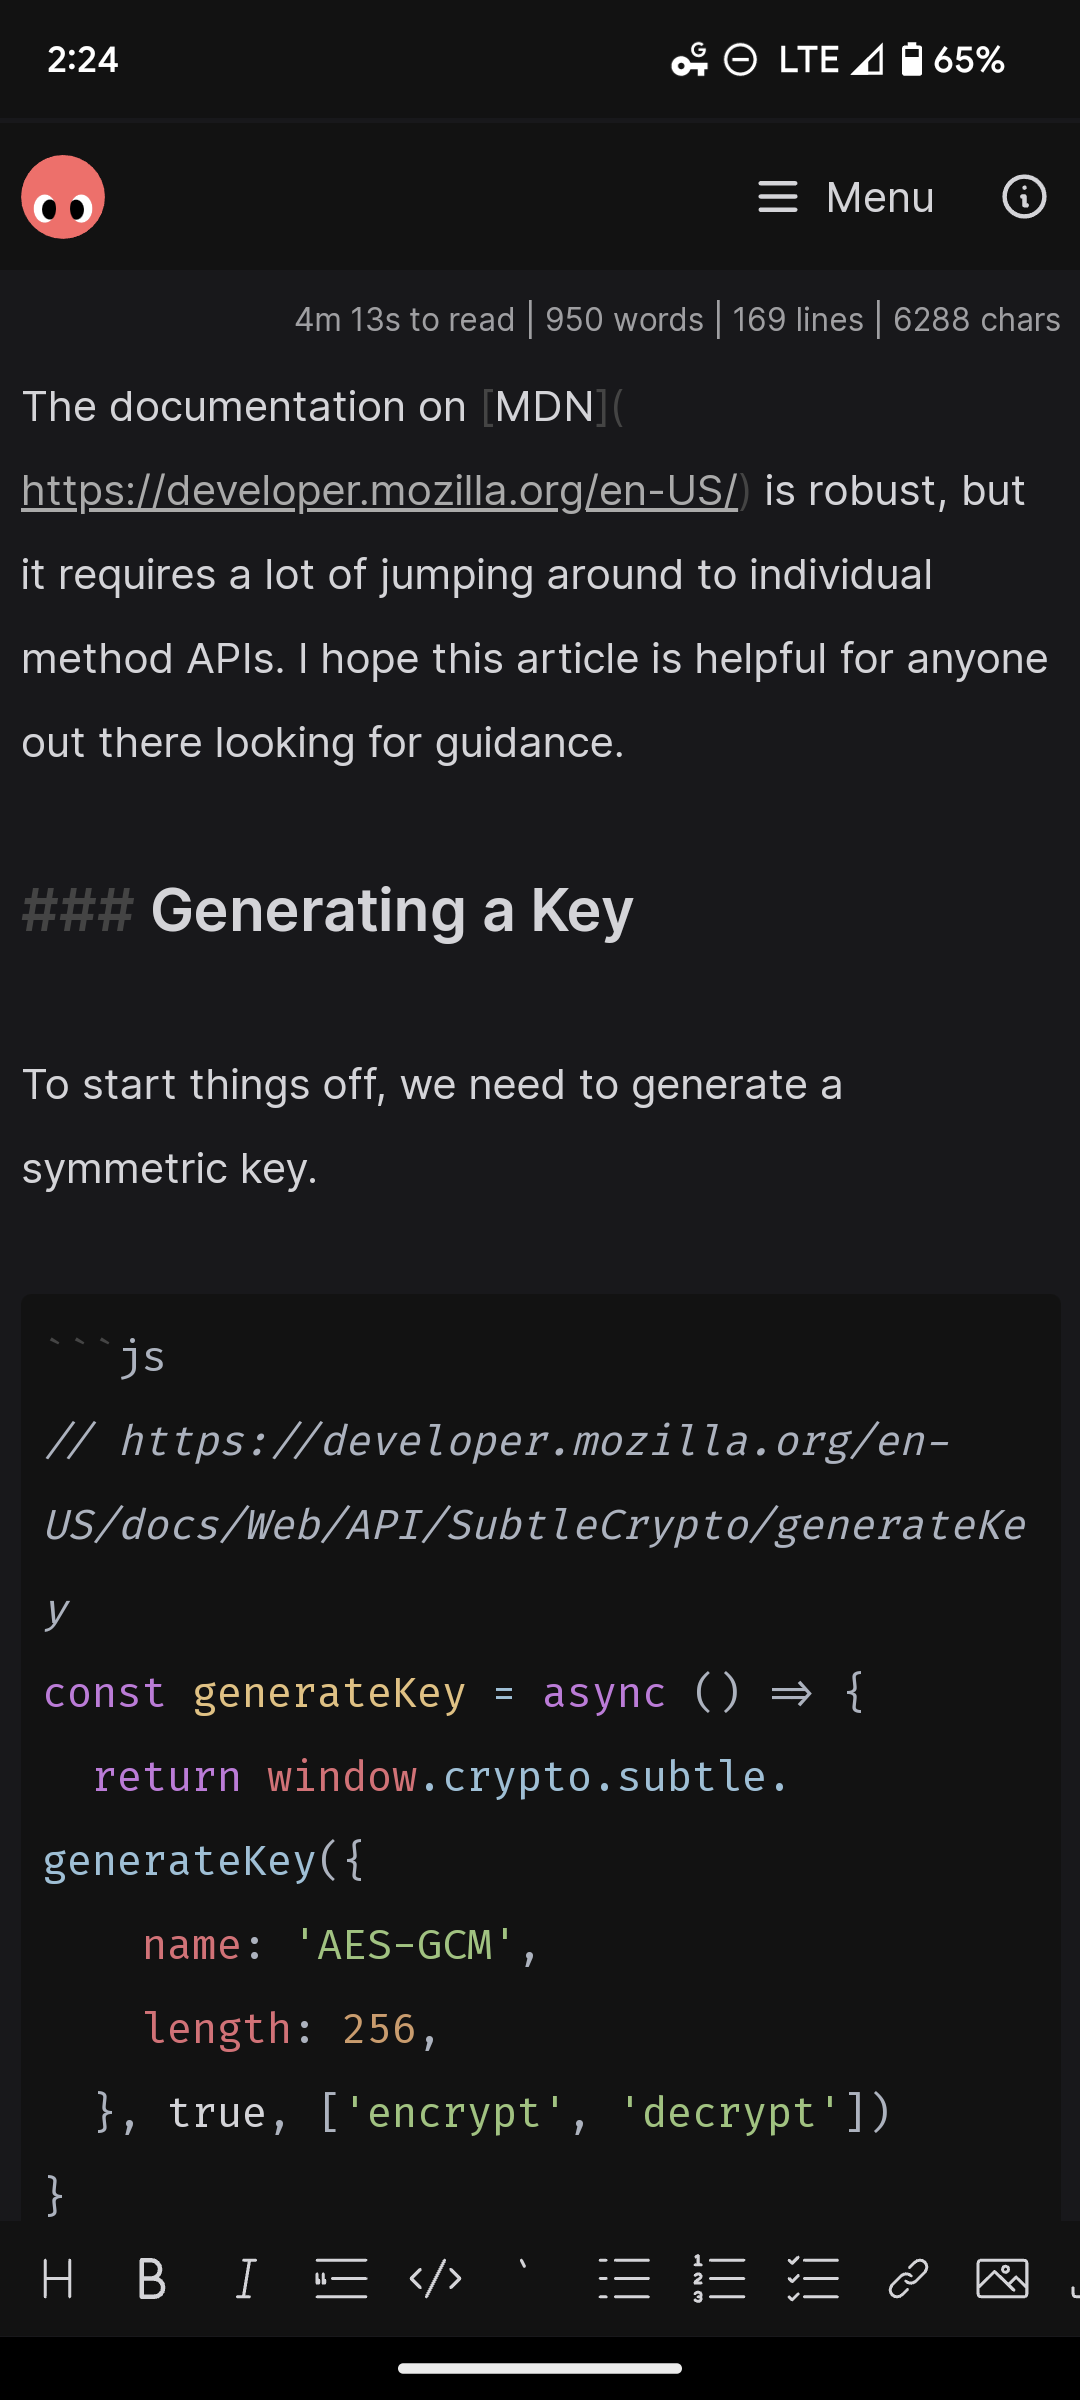 2:24 G LTE 65%
Menu
4m 13s to read | 950 words | 169 lines | 6288 chars
The documentation on [MDN](
https://developer.mozilla.org/en-US/) is robust, but
it requires a lot of jumping around to individual
method APIs. I hope this article is helpful for anyone
out there looking for guidance.
### Generating a Key
To start things off, we need to generate a
symmetric key.
```js
// https://developer.mozilla.org/en-
US/docs/Web/API/SubtleCrypto/generateKe
y
const generateKey = async () => {
  return window.crypto.subtle.
generateKey({
    name: 'AES-GCM',
    length: 256,
  }, true, ['encrypt', 'decrypt'])
}
H B I </> `